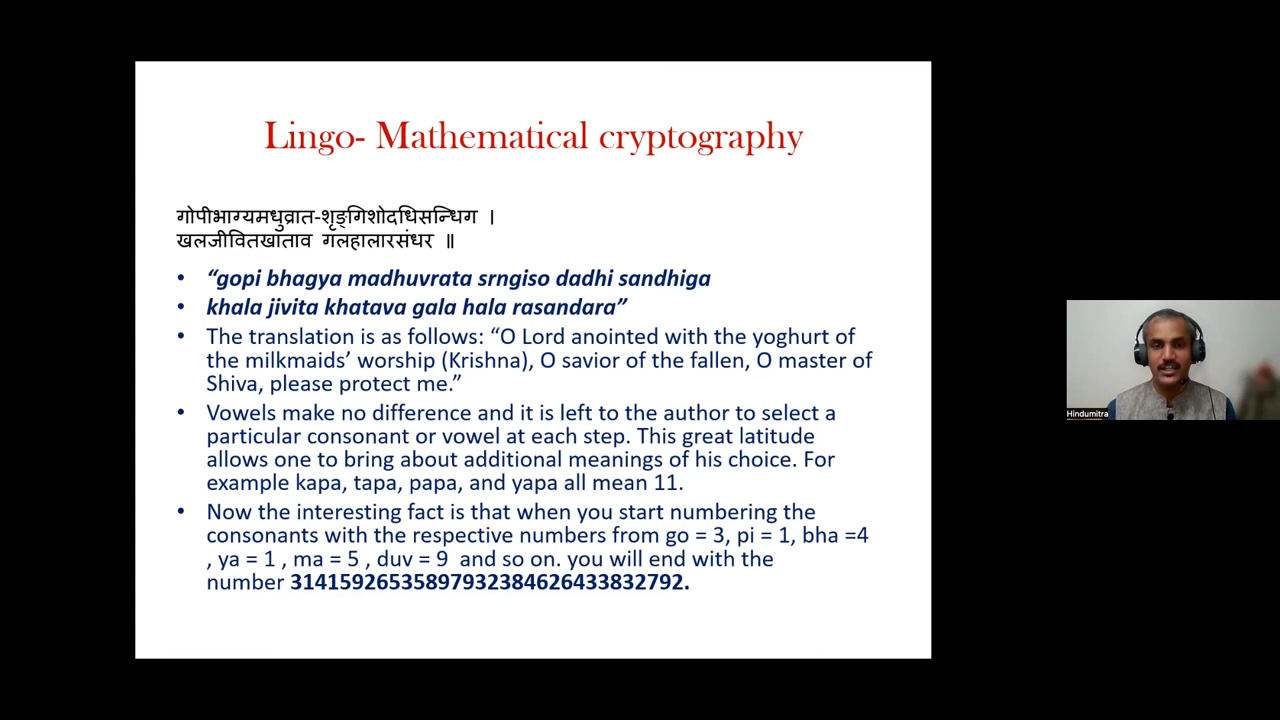 Lingo- Mathematical cryptography
गोपीभाग्यमधुव्रात-शृङ्गिशोदधिसन्धिग ।
खलजीवितखाताव गलहालारसंधर ॥
• “gopi bhagya madhuvrata srngiso dadhi sandhiga
• khala jivita khatava gala hala rasandara”
• The translation is as follows: “O Lord anointed with the yoghurt of
the milkmaids’ worship (Krishna), O savior of the fallen, O master of
Shiva, please protect me.”
• Vowels make no difference and it is left to the author to select a
particular consonant or vowel at each step. This great latitude
allows one to bring about additional meanings of his choice. For
example kapa, tapa, papa, and yapa all mean 11.
• Now the interesting fact is that when you start numbering the
consonants with the respective numbers from go = 3, pi = 1, bha =4
, ya = 1 , ma = 5 , duv = 9 and so on. you will end with the
number 31415926535897932384626433832792.
Hindumitra